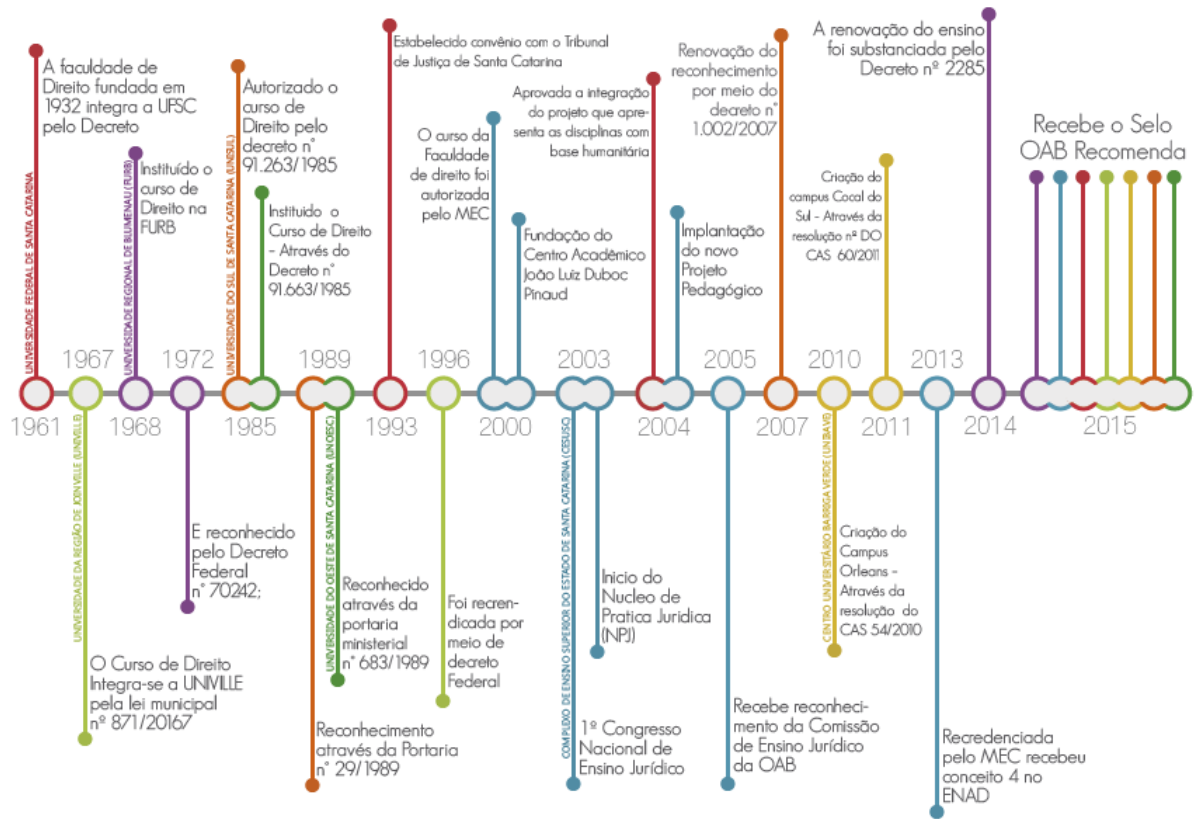 UNIVERSIDADE FEDERAL DE SANTA CATARINA
A faculdade de
Direito fundada em
1932 integra a UFSC
pelo Decreto
1961
1967
UNIVERSIDADE DA REGIÃO DE JOINVILLE (UNIVILLE)
O Curso de Direito
Integra-se a UNIVILLE
pela lei municipal
nº 871/20167
UNIVERSIDADE REGIONAL DE BLUMENAU (FURB)
Instituído o
curso de
Direito na
FURB
1968
1972
E reconhecido
pelo Decreto
Federal
n° 70242;
UNIVERSIDADE DO SUL DE SANTA CATARINA (UNISUL)
Autorizado o
curso de
Direito pelo
decreto n°
91.263/1985
Instituido o
Curso de Direito
– Através do
Decreto n°
91.663/1985
1985
1989
Reconhecimento
através da Portaria
n° 29/1989
UNIVERSIDADE DO OESTE DE SANTA CATARINA (UNOESC)
Reconhecido
através da
portaria
ministerial
n° 683/1989
Estabelecido convênio com o Tribunal
de Justiça de Santa Catarina
1993
1996
Foi recren-
dicada por
meio de
decreto
Federal
O curso da
Faculdade
de direito foi
autorizada
pelo MEC
Fundação do
Centro Acadêmico
João Luiz Duboc
Pinaud
2000
2003
COMPLEXO DE ENSINO SUPERIOR DO ESTADO DE SANTA CATARINA (CESUSC)
1º Congresso
Nacional de
Ensino Jurídico
Inicio do
Nucleo de
Pratica Juridica
(NPJ)
Aprovada a integração
do projeto que apre-
senta as disciplinas com
base humanitária
Implantação
do novo
Projeto
Pedagógico
2004
2005
Recebe reconheci-
mento da Comissão
de Ensino Jurídico
da OAB
Renovação do
reconhecimento
por meio do
decreto n°
1.002/2007
2007
2010
CENTRO UNIVERSITÁRIO BARRIGA VERDE (UNIBAVE)
Criação do
Campus
Orleans –
Através da
resolução do
CAS 54/2010
Criação do
campus Cocal do
Sul – Através da
resolução nº DO
CAS 60/2011
2011
2013
Recredenciada
pelo MEC recebeu
conceito 4 no
ENAD
A renovação do ensino
foi substanciada pelo
Decreto nº 2285
2014
Recebe o Selo
OAB Recomenda
2015